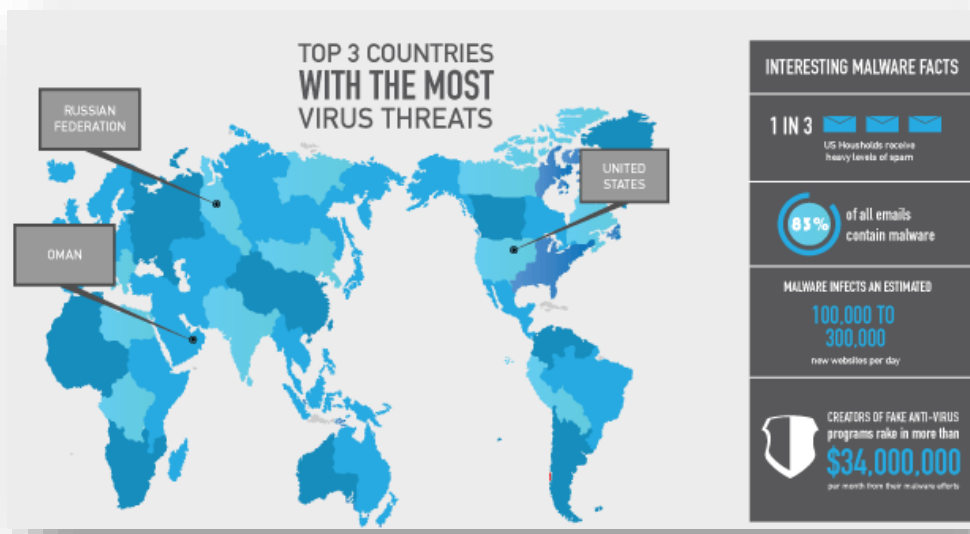 TOP 3 COUNTRIES
WITH THE MOST
VIRUS THREATS
RUSSIAN
FEDERATION
UNITED
STATES
OMAN
INTERESTING MALWARE FACTS
1 IN 3
US Housholds receive
heavy levels of spam
85%
of all emails
contain malware
MALWARE INFECTS AN ESTIMATED
100,000 TO
300,000
new websites per day
CREATORS OF FAKE ANTI-VIRUS
programs rake in more than
$34,000,000
per month from their malware efforts